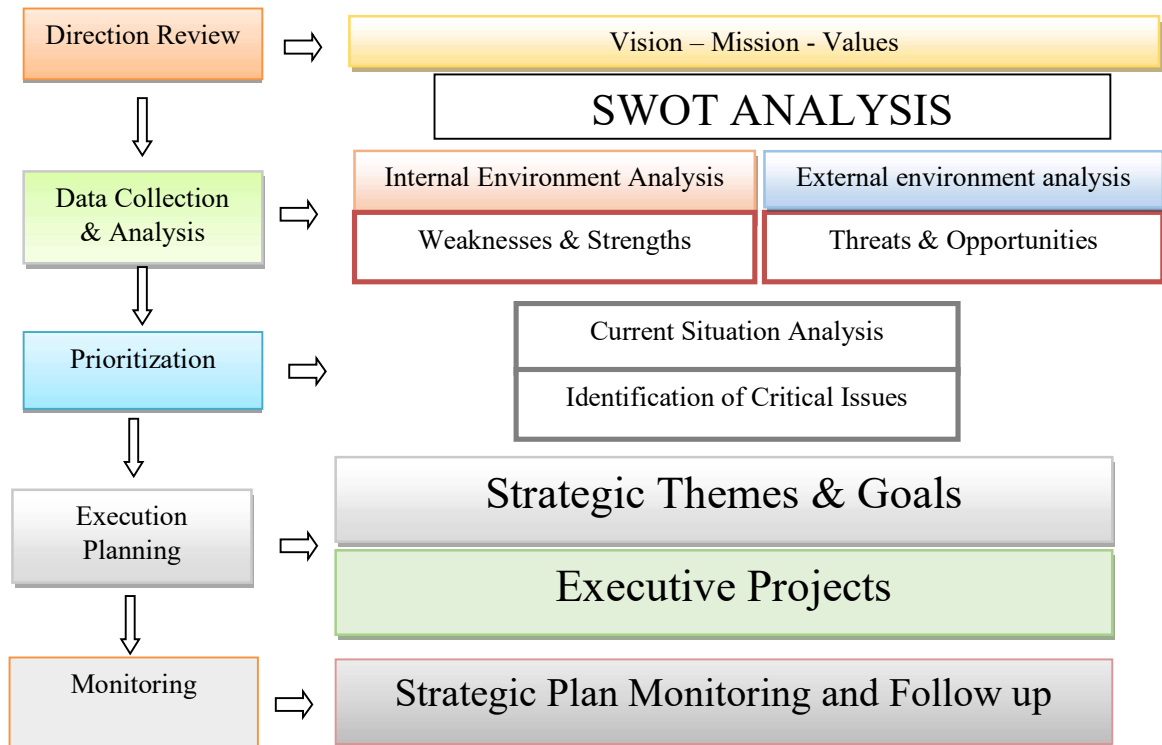 Direction Review
Vision – Mission - Values
SWOT ANALYSIS
Data Collection
& Analysis
Internal Environment Analysis
External environment analysis
Weaknesses & Strengths
Threats & Opportunities
Prioritization
Current Situation Analysis
Identification of Critical Issues
Execution
Planning
Strategic Themes & Goals
Executive Projects
Monitoring
Strategic Plan Monitoring and Follow up